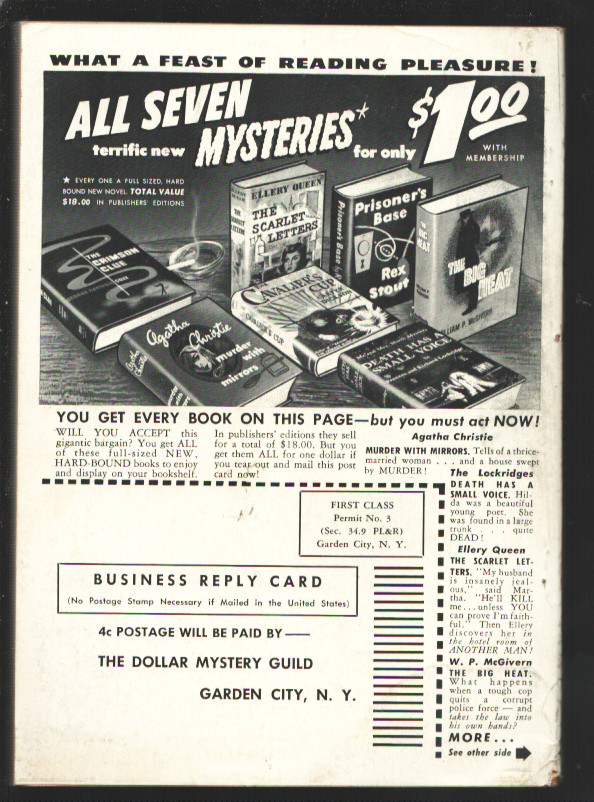 WHAT A FEAST OF READING PLEASURE!
ALL SEVEN
terrific new MYSTERIES*
for only $1.00
WITH
MEMBERSHIP
★ EVERY ONE A FULL SIZED, HARD
BOUND NEW NOVEL. TOTAL VALUE
$18.00 IN PUBLISHERS' EDITIONS
THE
CRIMSON
CLUE
ELLERY QUEEN
THE
SCARLET
LETTERS
Prisoner's
Base
Rex
Stout
Prisoner's Base
THE
BIG
HEAT
WILLIAM P. McGIVERN
THE
CAVALIER'S
CUP
CAVALIER'S CUP
Agatha
Christie
murder
with
mirrors
DEATH HAS A
SMALL VOICE
Frances and Richard Lockridge
YOU GET EVERY BOOK ON THIS PAGE—but you must act NOW!
WILL YOU ACCEPT this
gigantic bargain? You get ALL
of these full-sized NEW,
HARD-BOUND books to enjoy
and display on your bookshelf.
In publishers' editions they sell
for a total of $18.00. But you
get them ALL for one dollar if
you tear out and mail this post
card now!
Agatha Christie
MURDER WITH MIRRORS. Tells of a thrice-
married woman . . . and a house swept
by MURDER!
The Lockridges
DEATH HAS A
SMALL VOICE. Hil-
da was a beautiful
young poet. She
was found in a large
trunk . . . quite
DEAD!
Ellery Queen
THE SCARLET LET-
TERS. "My husband
is insanely jeal-
ous," said Mar-
tha. "He'll KILL
me...unless YOU
can prove I'm faith-
ful." Then Ellery
discovers her in
the hotel room of
ANOTHER MAN!
W. P. McGivern
THE BIG HEAT.
What happens
when a tough cop
quits a corrupt
police force — and
takes the law into
his own hands?
MORE...
See other side
FIRST CLASS
Permit No. 3
(Sec. 34.9 PL&R)
Garden City, N. Y.
BUSINESS REPLY CARD
(No Postage Stamp Necessary if Mailed in the United States)
4c POSTAGE WILL BE PAID BY —
THE DOLLAR MYSTERY GUILD
GARDEN CITY, N. Y.